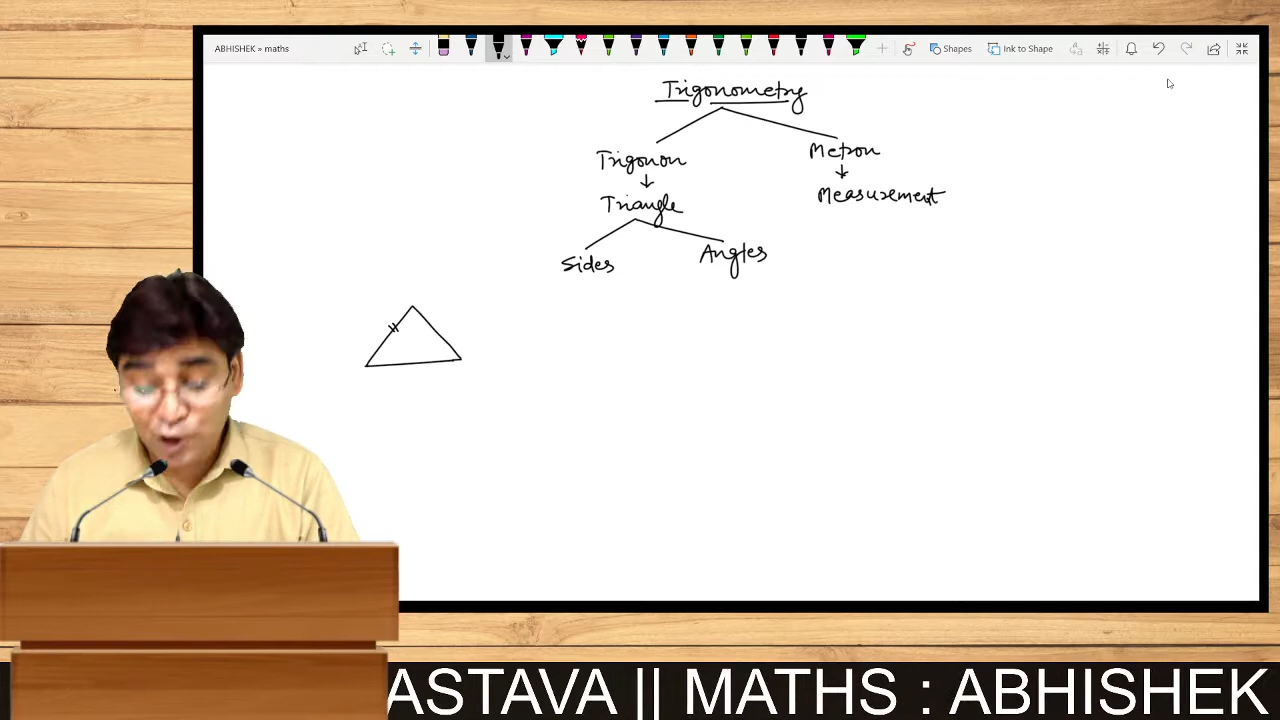 ABHISHEK » maths
Shapes
Ink to Shape
Trigonometry
Trigonon
Metron
Triangle
Measurement
Sides
Angles
ASTAVA || MATHS : ABHISHEK